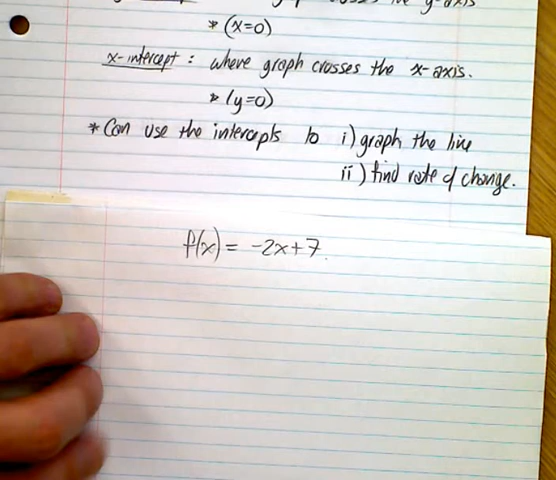 y-axis
* (x=0)
x-intercept : where graph crosses the x-axis.
* (y=0)
* Can use the intercepts to i) graph the line
ii) find rate of change.
f(x) = -2x+7.